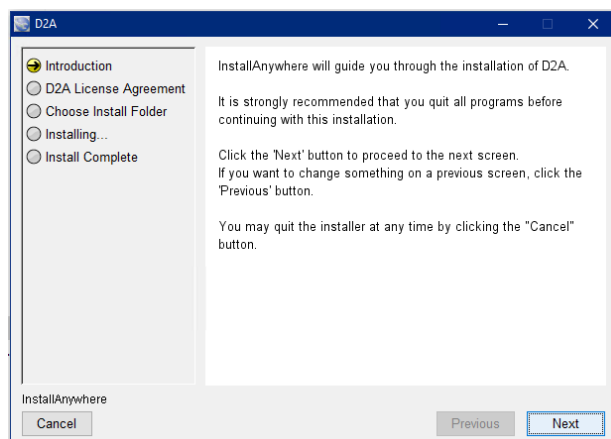 D2A
Introduction
D2A License Agreement
Choose Install Folder
Installing...
Install Complete
InstallAnywhere will guide you through the installation of D2A.
It is strongly recommended that you quit all programs before
continuing with this installation.
Click the 'Next' button to proceed to the next screen.
If you want to change something on a previous screen, click the
'Previous' button.
You may quit the installer at any time by clicking the "Cancel"
button.
InstallAnywhere
Cancel
Previous
Next